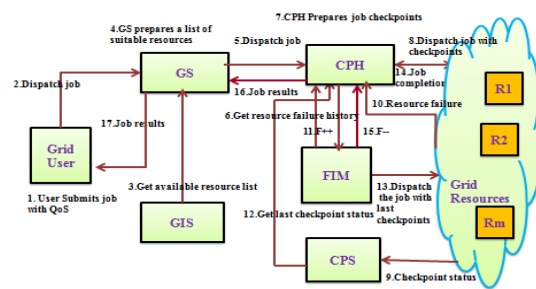 7.CPH Prepares job checkpoints
4.GS prepares a list of
suitable resources
5.Dispatch job
8.Dispatch job with
checkpoints
GS
CPH
2.Dispatch job
14.Job
completion
16.Job results
R1
10.Resource failure
6.Get resource failure history
17.Job results
11.F++
15.F--
R2
Grid
User
FIM
3.Get available resource list
13.Dispatch
the job with
last
checkpoints
Grid
Resources
1. User Submits job
with QoS
12.Get last checkpoint status
GIS
Rm
CPS
9.Checkpoint status